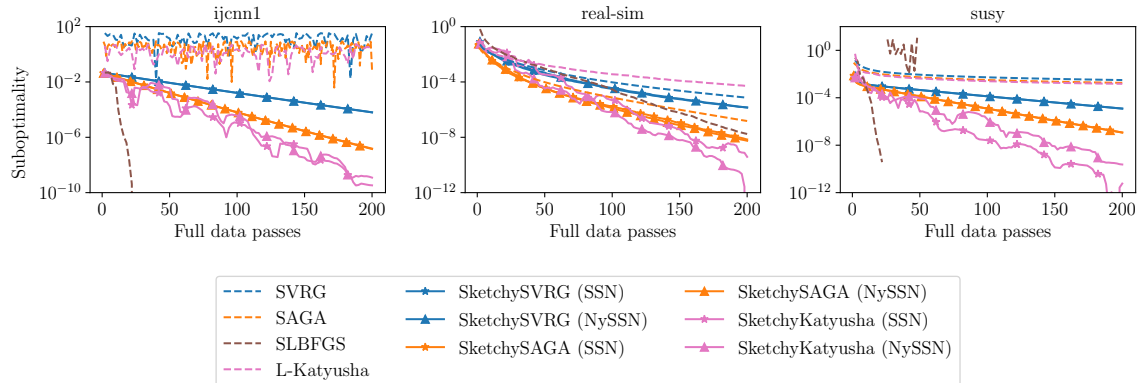 ijcnn1
real-sim
susy
Suboptimality
10^2
10^−2
10^−6
10^−10
0
50
100
150
200
Full data passes
10^0
10^−4
10^−8
10^−12
0
50
100
150
200
Full data passes
10^0
10^−4
10^−8
10^−12
0
50
100
150
200
Full data passes
SVRG
SAGA
SLBFGS
L-Katyusha
SketchySVRG (SSN)
SketchySVRG (NySSN)
SketchySAGA (SSN)
SketchySAGA (NySSN)
SketchyKatyusha (SSN)
SketchyKatyusha (NySSN)